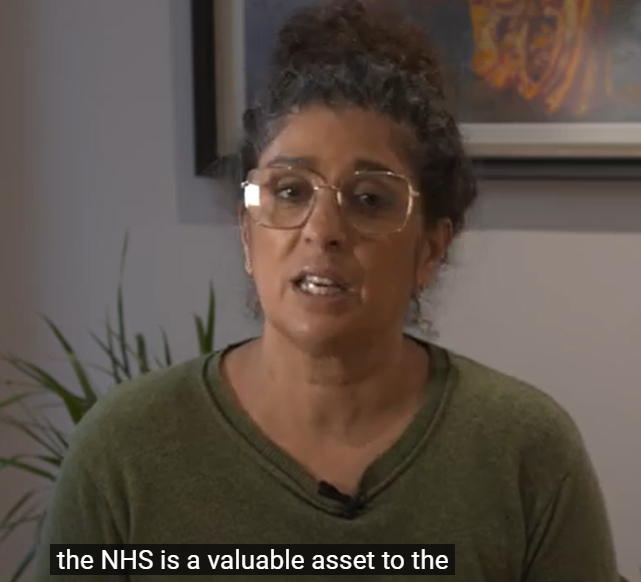 the NHS is a valuable asset to the